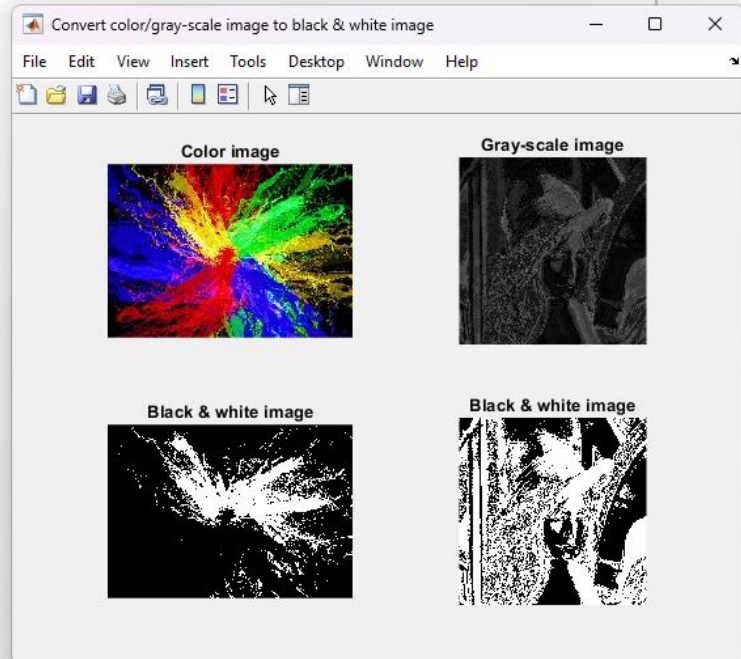 Convert color/gray-scale image to black & white image
File Edit View Insert Tools Desktop Window Help
Color image
Gray-scale image
Black & white image
Black & white image